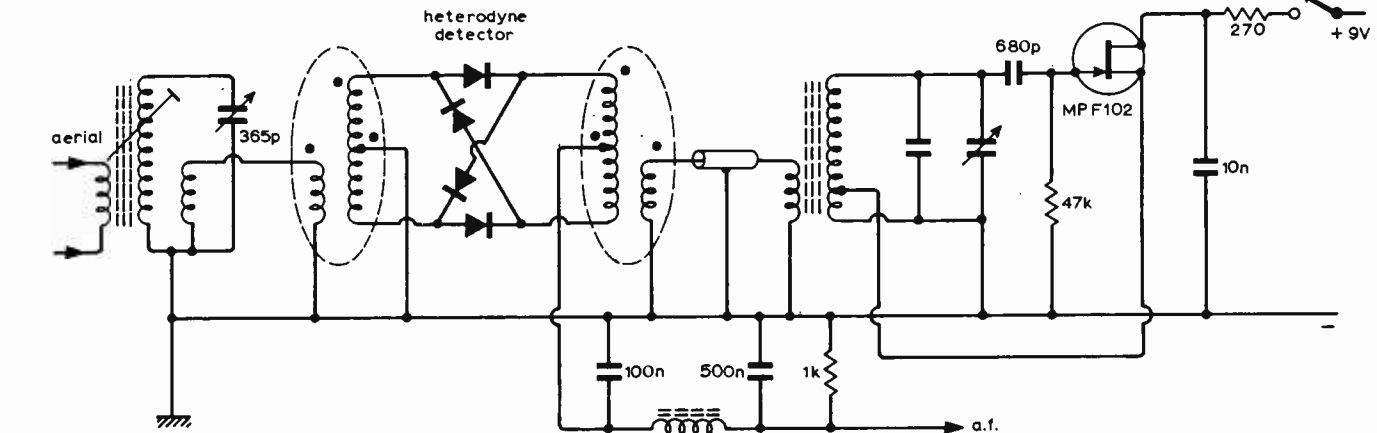 heterodyne
detector
aerial
365p
680p
MPF102
270
+ 9V
10n
47k
100n
500n
1k
a.f.
−